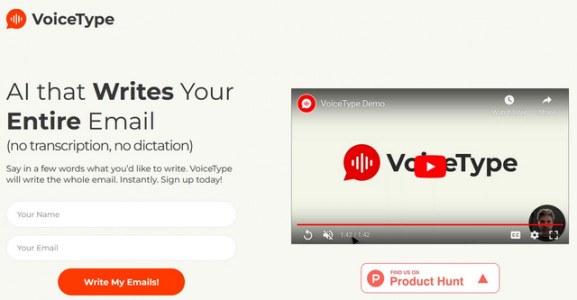 VoiceType
AI that Writes Your
Entire Email
(no transcription, no dictation)
Say in a few words what you'd like to write. VoiceType
will write the whole email. Instantly. Sign up today!
Your Name
Your Email
Write My Emails!
VoiceType Demo
VoiceType
1:42 / 1:42
CC
FIND US ON
Product Hunt